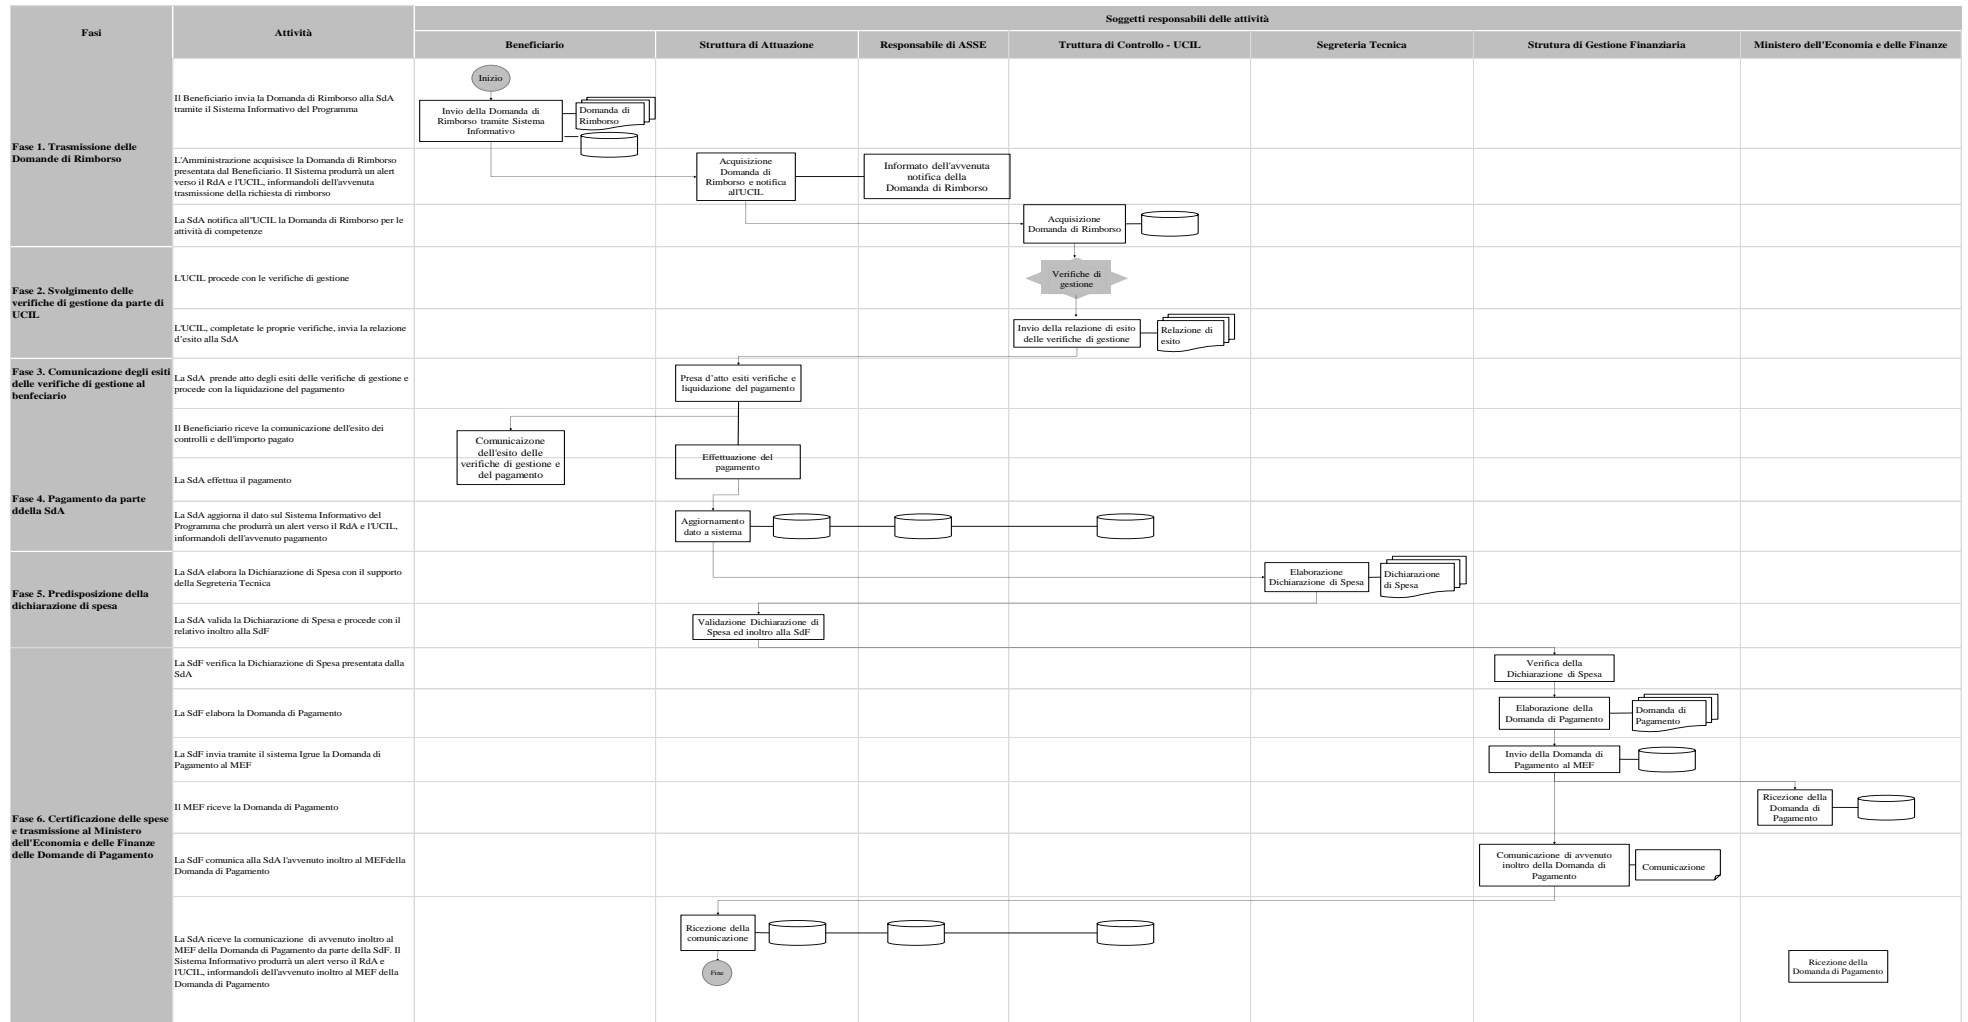 Fasi
Attività
Soggetti responsabili delle attività
Beneficiario
Struttura di Attuazione
Responsabile di ASSE
Truttura di Controllo - UCIL
Segreteria Tecnica
Strutura di Gestione Finanziaria
Ministero dell'Economia e delle Finanze
Fase 1. Trasmissione delle
Domande di Rimborso
Il Beneficiario invia la Domanda di Rimborso alla SdA
tramite il Sistema Informativo del Programma
Inizio
Invio della Domanda di
Rimborso tramite Sistema
Informativo
Domanda di
Rimborso
L'Amministrazione acquisisce la Domanda di Rimborso
presentata dal Beneficiario. Il Sistema produrrà un alert
verso il RdA e l'UCIL, informandoli dell'avvenuta
trasmissione della richiesta di rimborso
Acquisizione
Domanda di
Rimborso e notifica
all'UCIL
Informato dell'avvenuta
notifica della
Domanda di Rimborso
La SdA notifica all"UCIL la Domanda di Rimborso per le
attività di competenze
Acquisizione
Domanda di Rimborso
Fase 2. Svolgimento delle
verifiche di gestione da parte di
UCIL
L'UCIL procede con le verifiche di gestione
Verifiche di
gestione
L'UCIL, completate le proprie verifiche, invia la relazione
d'esito alla SdA
Invio della relazione di esito
delle verifiche di gestione
Relazione di
esito
Fase 3. Comunicazione degli esiti
delle verifiche di gestione al
benfeciario
La SdA prende atto degli esiti delle verifiche di gestione e
procede con la liquidazione del pagamento
Presa d'atto esiti verifiche e
liquidazione del pagamento
Fase 4. Pagamento da parte
ddella SdA
Il Beneficiario riceve la comunicazione dell'esito dei
controlli e dell'importo pagato
Comunicaizone
dell'esito delle
verifiche di gestione e
del pagamento
Effettuazione del
pagamento
La SdA effettua il pagamento
La SdA aggiorna il dato sul Sistema Informativo del
Programma che produrrà un alert verso il RdA e l'UCIL,
informandoli dell'avvenuto pagamento
Aggiornamento
dato a sistema
Fase 5. Predisposizione della
dichiarazione di spesa
La SdA elabora la Dichiarazione di Spesa con il supporto
della Segreteria Tecnica
Elaborazione
Dichiarazione di Spesa
Dichiarazione
di Spesa
La SdA valida la Dichiarazione di Spesa e procede con il
relativo inoltro alla SdF
Validazione Dichiarazione di
Spesa ed inoltro alla SdF
Fase 6. Certificazione delle spese
e trasmissione al Ministero
dell'Economia e delle Finanze
delle Domande di Pagamento
La SdF verifica la Dichiarazione di Spesa presentata dalla
SdA
Verifica della
Dichiarazione di Spesa
La SdF elabora la Domanda di Pagamento
Elaborazione della
Domanda di Pagamento
Domanda di
Pagamento
La SdF invia tramite il sistema Igrue la Domanda di
Pagamento al MEF
Invio della Domanda di
Pagamento al MEF
Il MEF riceve la Domanda di Pagamento
Ricezione della
Domanda di
Pagamento
La SdF comunica alla SdA l'avvenuto inoltro al MEFdella
Domanda di Pagamento
Comunicazione di avvenuto
inoltro della Domanda di
Pagamento
Comunicazione
La SdA riceve la comunicazione di avvenuto inoltro al
MEF della Domanda di Pagamento da parte della SdF. Il
Sistema Informativo produrrà un alert verso il RdA e
l'UCIL, informandoli dell'avvenuto inoltro al MEF della
Domanda di Pagamento
Ricezione della
comunicazione
Fine
Ricezione della
Domanda di Pagamento